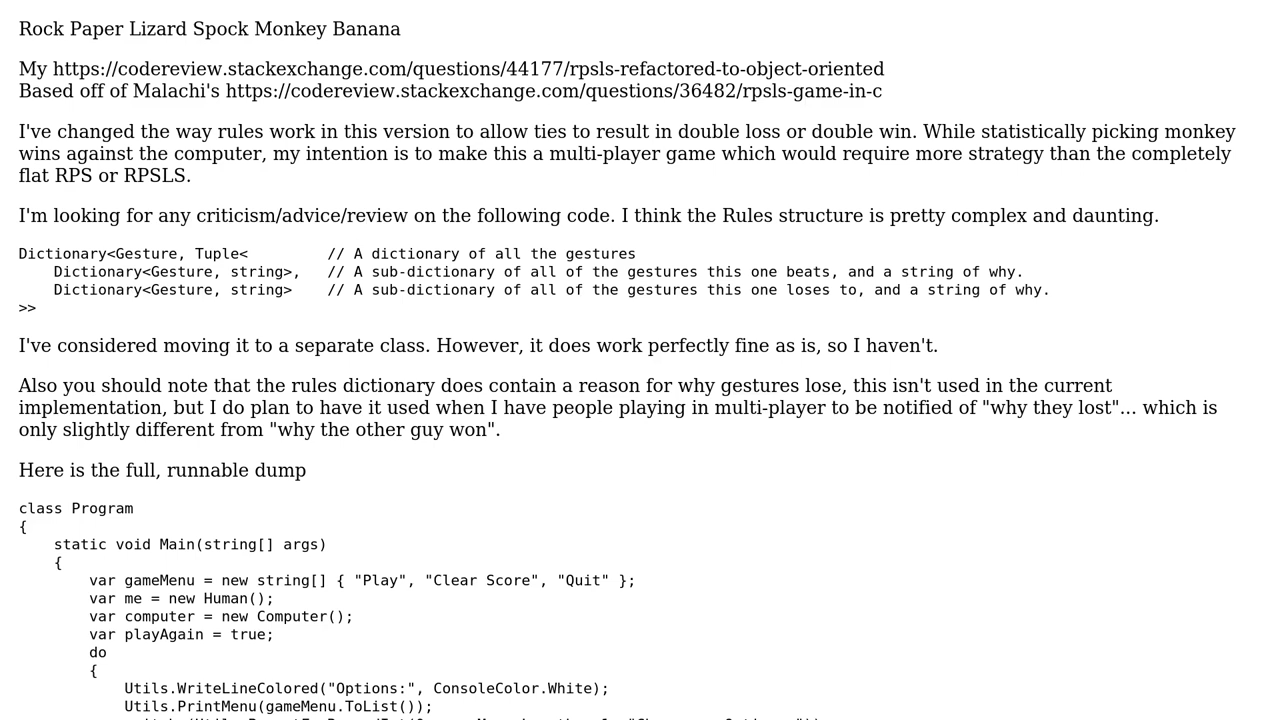 Rock Paper Lizard Spock Monkey Banana
My https://codereview.stackexchange.com/questions/44177/rpsls-refactored-to-object-oriented
Based off of Malachi's https://codereview.stackexchange.com/questions/36482/rpsls-game-in-c
I've changed the way rules work in this version to allow ties to result in double loss or double win. While statistically picking monkey
wins against the computer, my intention is to make this a multi-player game which would require more strategy than the completely
flat RPS or RPSLS.
I'm looking for any criticism/advice/review on the following code. I think the Rules structure is pretty complex and daunting.
Dictionary<Gesture, Tuple<         // A dictionary of all the gestures
    Dictionary<Gesture, string>,   // A sub-dictionary of all of the gestures this one beats, and a string of why.
    Dictionary<Gesture, string>    // A sub-dictionary of all of the gestures this one loses to, and a string of why.
>>
I've considered moving it to a separate class. However, it does work perfectly fine as is, so I haven't.
Also you should note that the rules dictionary does contain a reason for why gestures lose, this isn't used in the current
implementation, but I do plan to have it used when I have people playing in multi-player to be notified of "why they lost"... which is
only slightly different from "why the other guy won".
Here is the full, runnable dump
class Program
{
    static void Main(string[] args)
    {
        var gameMenu = new string[] { "Play", "Clear Score", "Quit" };
        var me = new Human();
        var computer = new Computer();
        var playAgain = true;
        do
        {
            Utils.WriteLineColored("Options:", ConsoleColor.White);
            Utils.PrintMenu(gameMenu.ToList());